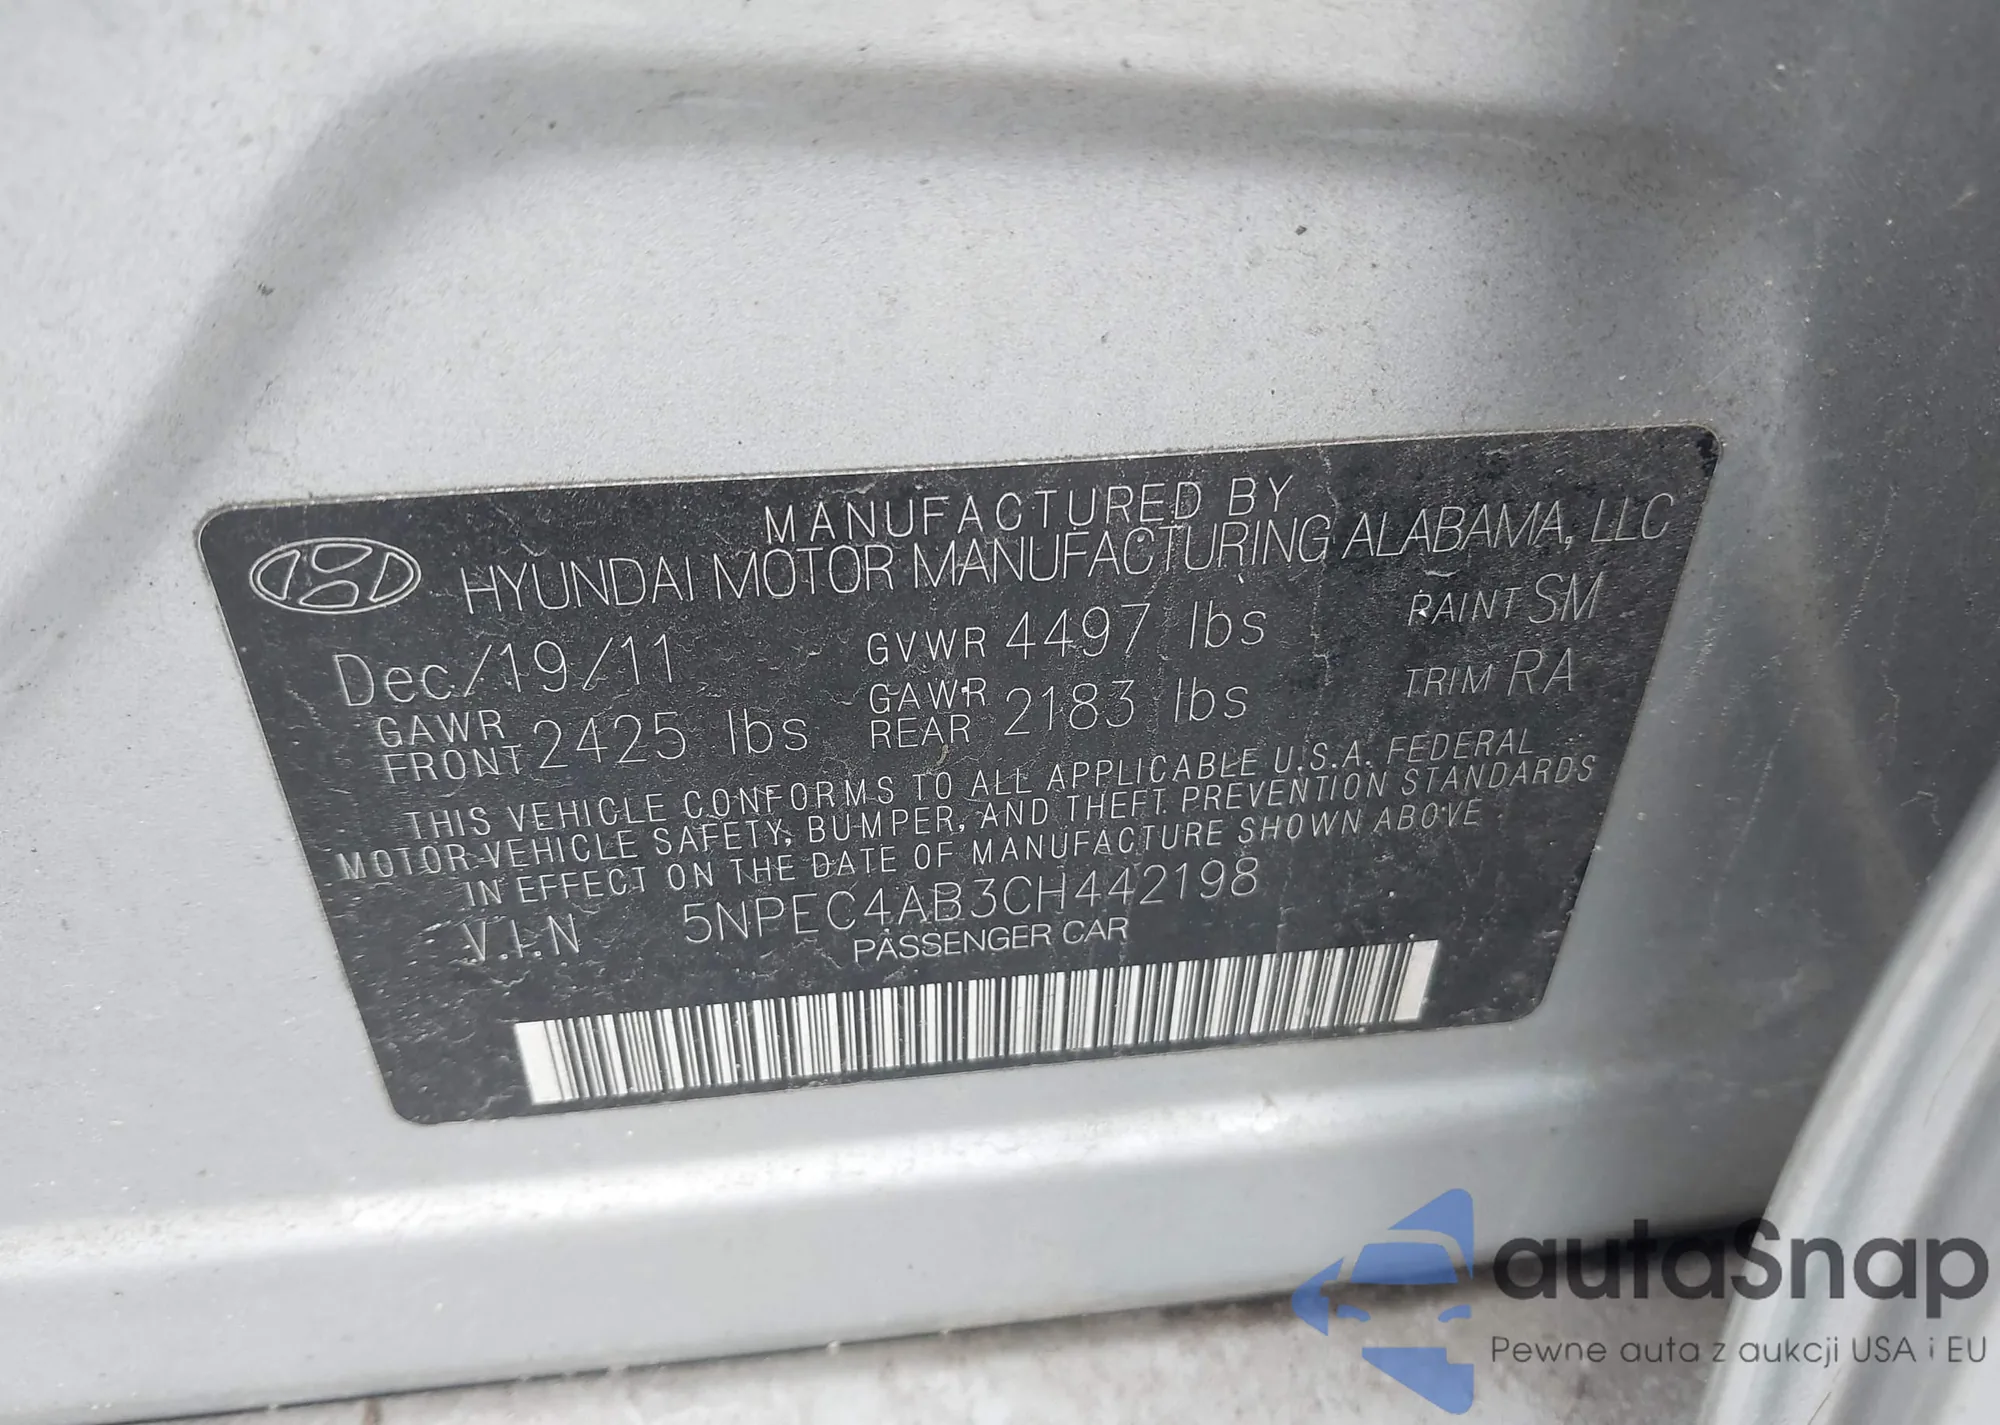 MANUFACTURED BY
HYUNDAI MOTOR MANUFACTURING ALABAMA, LLC
Dec/19/11 GVWR 4497 lbs PAINT SM
GAWR FRONT 2425 lbs GAWR REAR 2183 lbs TRIM RA
THIS VEHICLE CONFORMS TO ALL APPLICABLE U.S.A. FEDERAL
MOTOR VEHICLE SAFETY, BUMPER, AND THEFT PREVENTION STANDARDS
IN EFFECT ON THE DATE OF MANUFACTURE SHOWN ABOVE
V.I.N 5NPEC4AB3CH442198
PASSENGER CAR
autaSnap
Pewne auta z aukcji USA i EU